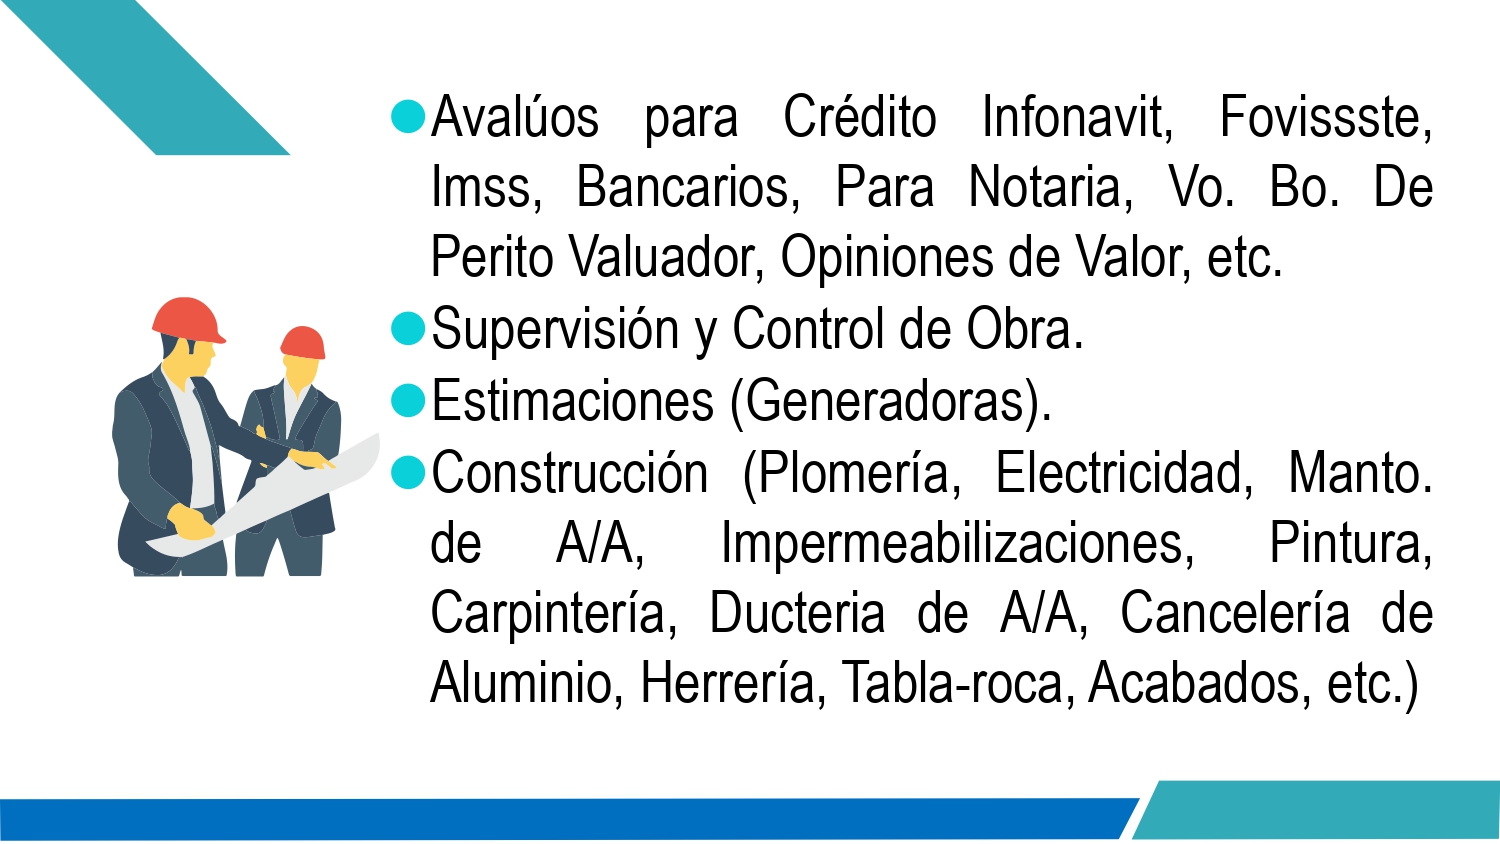 Avalúos para Crédito Infonavit, Fovissste,
Imss, Bancarios, Para Notaria, Vo. Bo. De
Perito Valuador, Opiniones de Valor, etc.
Supervisión y Control de Obra.
Estimaciones (Generadoras).
Construcción (Plomería, Electricidad, Manto.
de A/A, Impermeabilizaciones, Pintura,
Carpintería, Ducteria de A/A, Cancelería de
Aluminio, Herrería, Tabla-roca, Acabados, etc.)